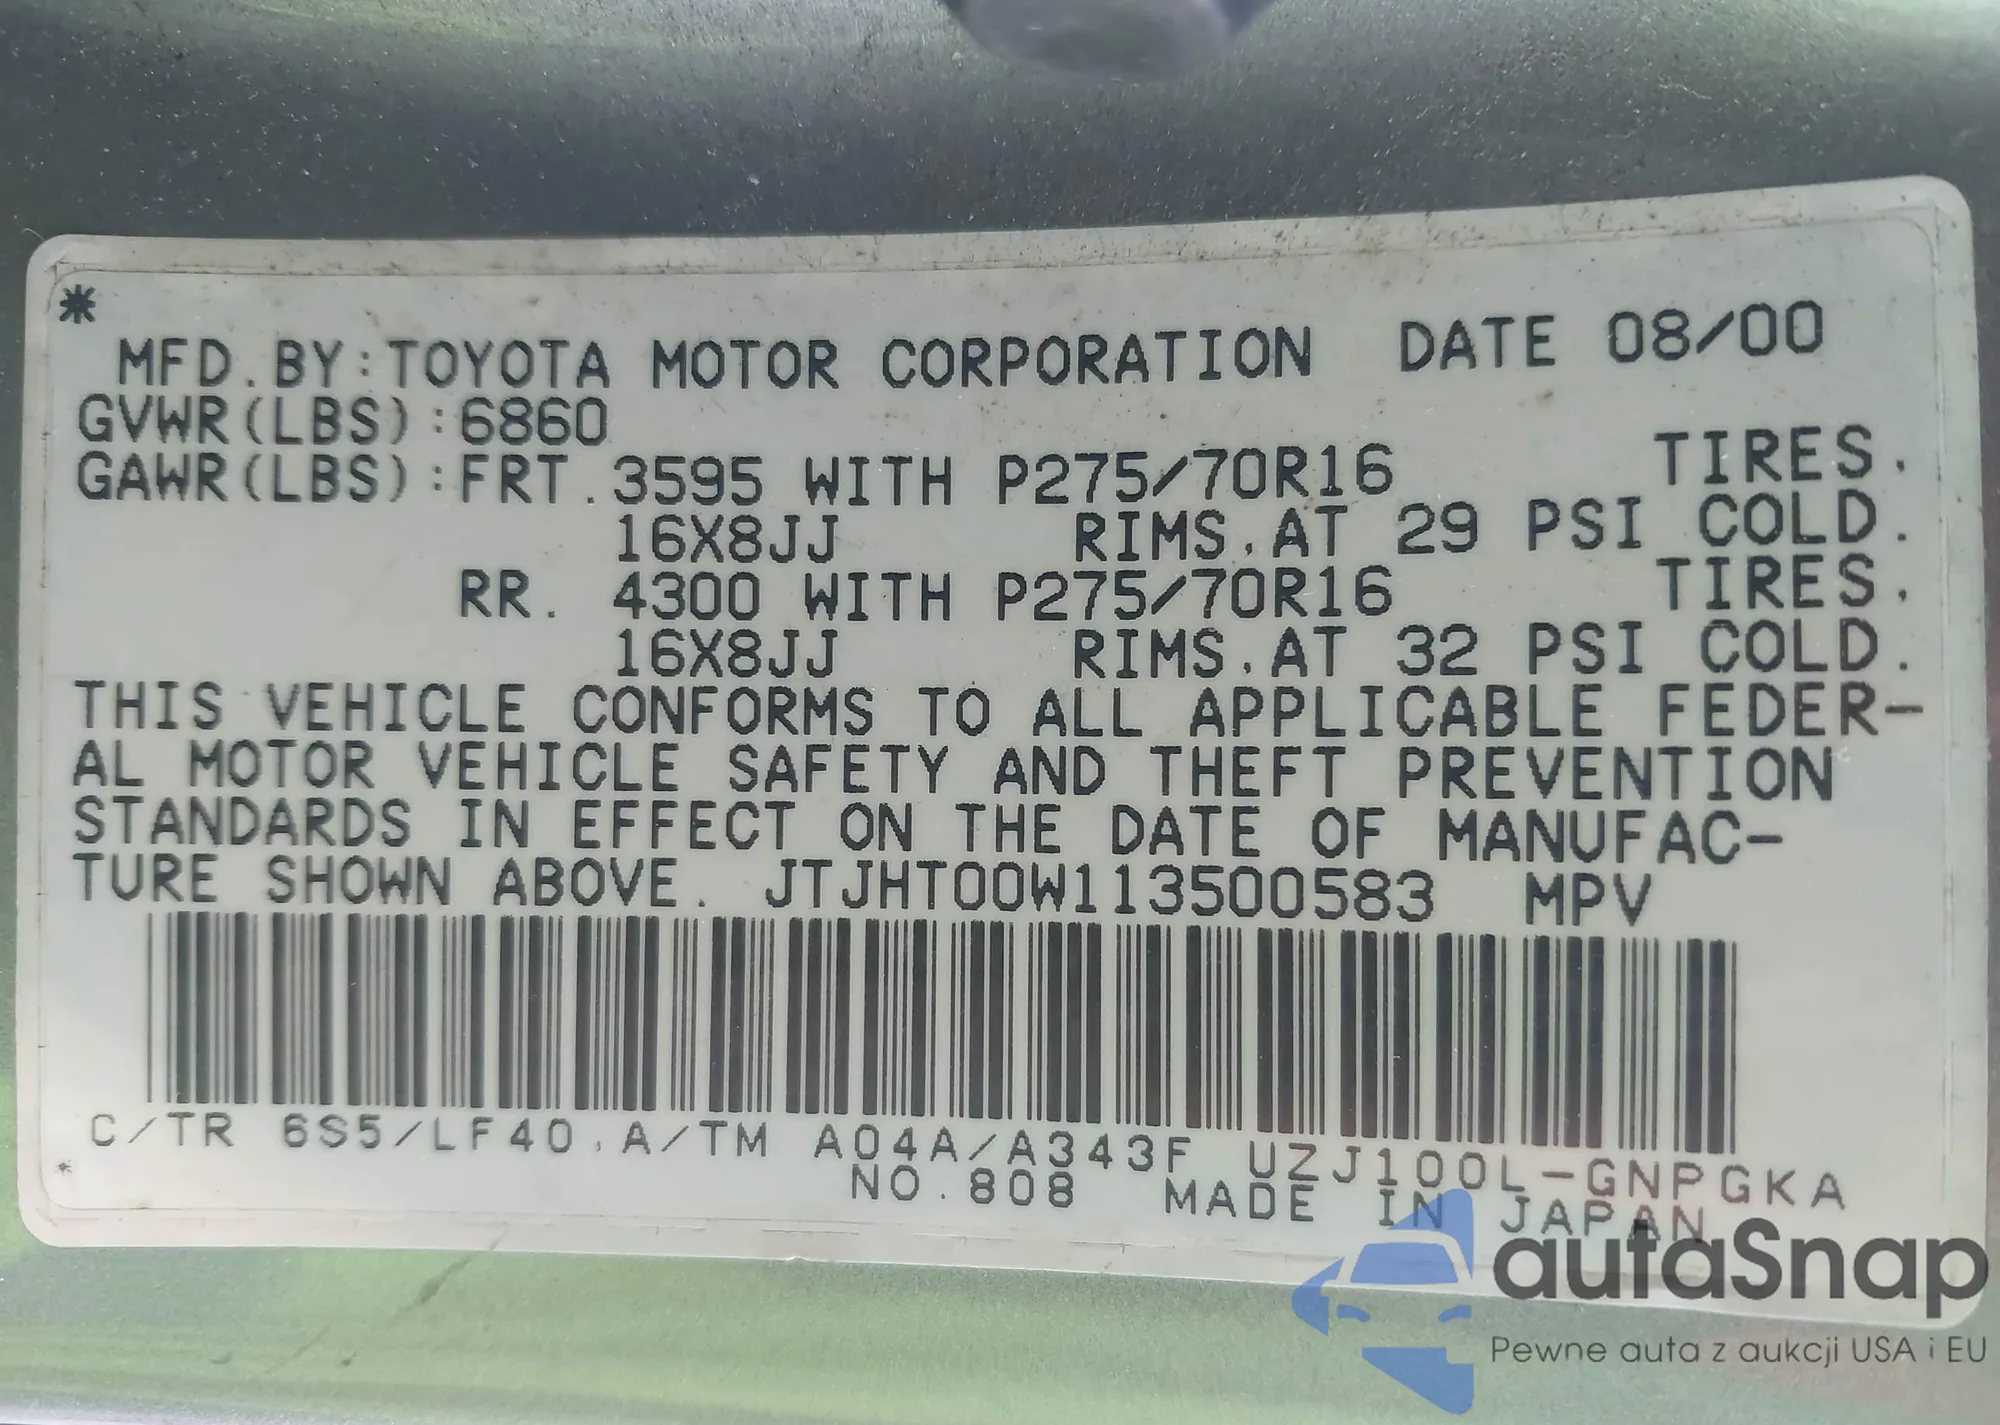 *
MFD.BY:TOYOTA MOTOR CORPORATION DATE 08/00
GVWR(LBS):6860
GAWR(LBS):FRT.3595 WITH P275/70R16 TIRES.
16X8JJ RIMS.AT 29 PSI COLD.
RR. 4300 WITH P275/70R16 TIRES.
16X8JJ RIMS.AT 32 PSI COLD.
THIS VEHICLE CONFORMS TO ALL APPLICABLE FEDER-
AL MOTOR VEHICLE SAFETY AND THEFT PREVENTION
STANDARDS IN EFFECT ON THE DATE OF MANUFAC-
TURE SHOWN ABOVE. JTJHT00W113500583 MPV
C/TR 6S5/LF40,A/TM A04A/A343F UZJ100L-GNPGKA
* NO.808 MADE IN JAPAN
autaSnap
Pewne auta z aukcji USA i EU